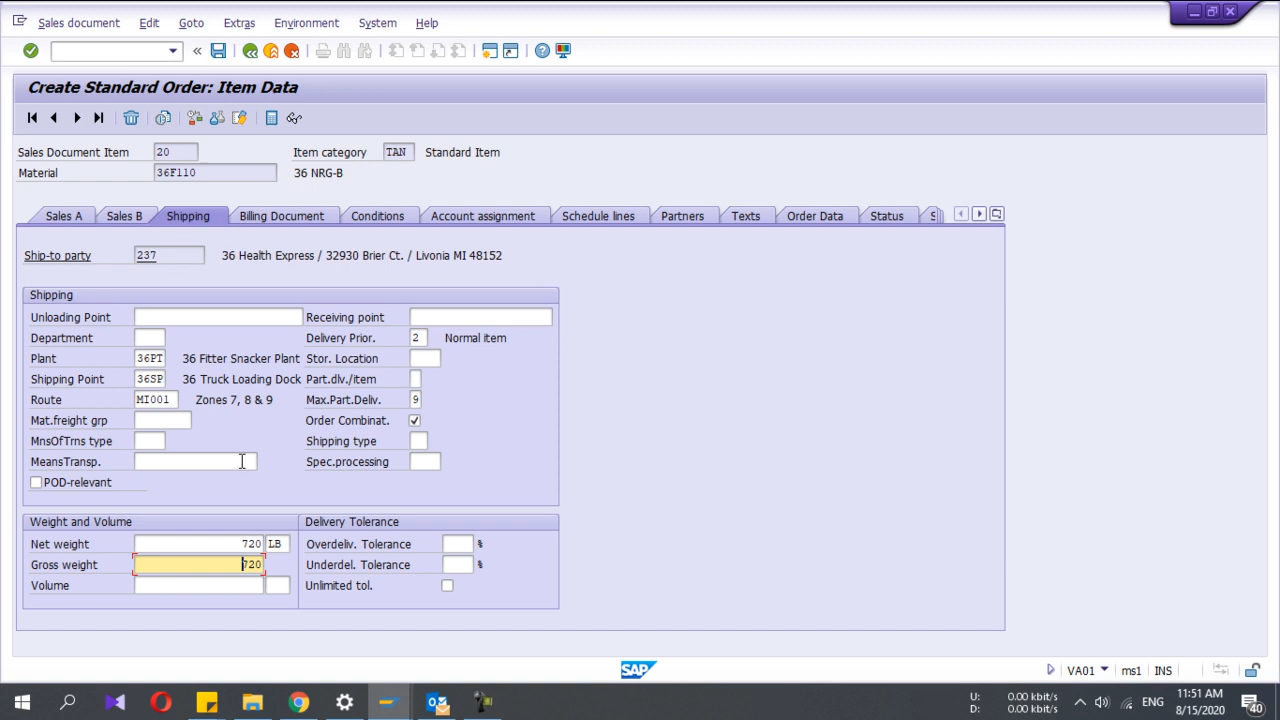 Sales document Edit Goto Extras Environment System Help
Create Standard Order: Item Data
Sales Document Item 20 Item category TAN Standard Item
Material 36F110 36 NRG-B
Sales A Sales B Shipping Billing Document Conditions Account assignment Schedule lines Partners Texts Order Data Status S
Ship-to party 237 36 Health Express / 32930 Brier Ct. / Livonia MI 48152
Shipping
Unloading Point Receiving point
Department Delivery Prior. 2 Normal item
Plant 36PT 36 Fitter Snacker Plant Stor. Location
Shipping Point 36SP 36 Truck Loading Dock Part.dlv./item
Route MI001 Zones 7, 8 & 9 Max.Part.Deliv. 9
Mat.freight grp Order Combinat.
MnsOfTrns type Shipping type
MeansTransp. Spec.processing
POD-relevant
Weight and Volume Delivery Tolerance
Net weight 720 LB Overdeliv. Tolerance %
Gross weight 720 Underdel. Tolerance %
Volume Unlimited tol.
SAP VA01 ms1 INS
U: 0.00 kbit/s
D: 0.00 kbit/s
ENG
11:51 AM
8/15/2020
40